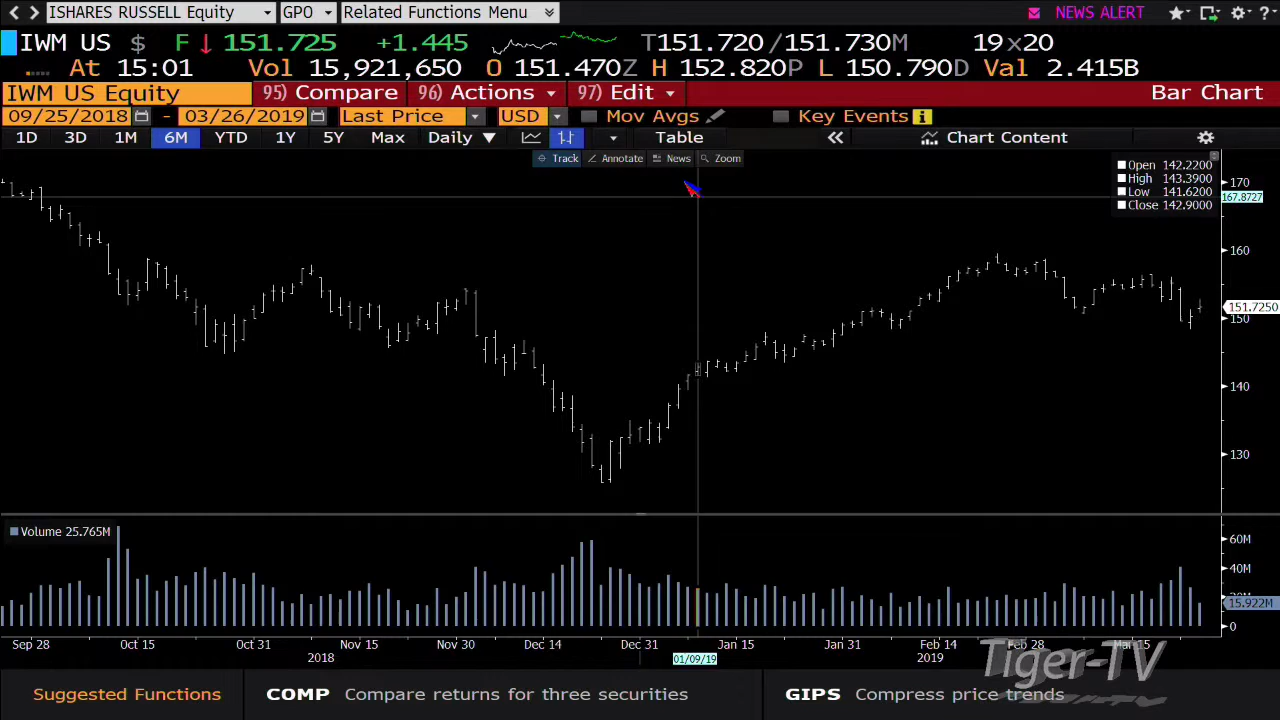 ISHARES RUSSELL Equity GPO Related Functions Menu NEWS ALERT ?
IWM US $ F↓ 151.725 +1.445 T151.720 /151.730M 19x20
At 15:01 Vol 15,921,650 O 151.470Z H 152.820P L 150.790D Val 2.415B
IWM US Equity 95) Compare 96) Actions 97) Edit Bar Chart
09/25/2018 - 03/26/2019 Last Price USD Mov Avgs Key Events i
1D 3D 1M 6M YTD 1Y 5Y Max Daily ▼ Table « Chart Content
Track Annotate News Zoom
Open 142.2200
High 143.3900
Low 141.6200
Close 142.9000
170
167.8727
160
151.7250
150
140
130
Volume 25.765M
60M
40M
15.922M
0
Sep 28 Oct 15 Oct 31 Nov 15 Nov 30 Dec 14 Dec 31 Jan 15 Jan 31 Feb 14 Feb 28 Mar 15
2018 01/09/19 2019
Tiger-TV
Suggested Functions COMP Compare returns for three securities GIPS Compress price trends